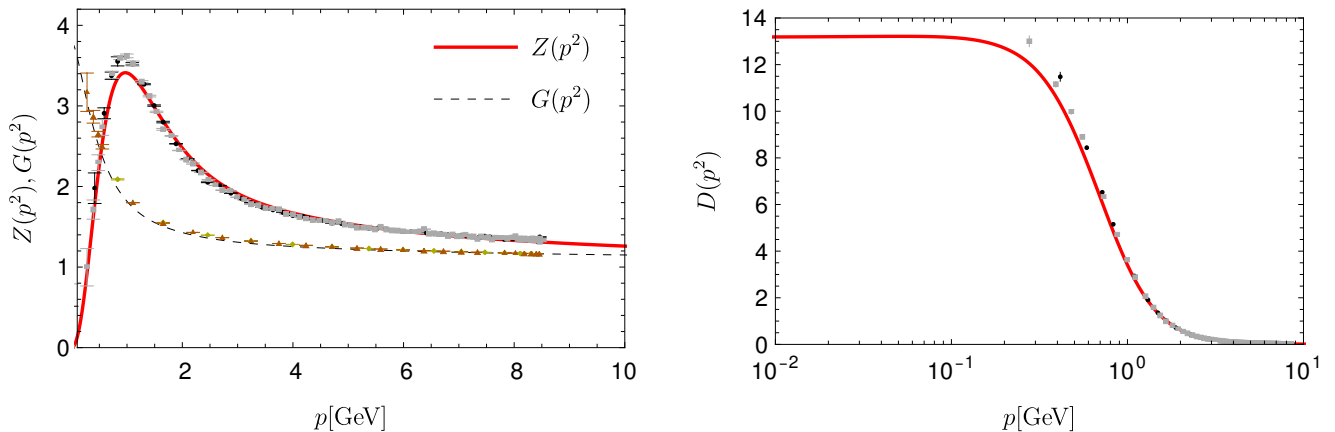 Z(p²), G(p²)
4
3
2
1
0
Z(p²)
G(p²)
2 4 6 8 10
p[GeV]
D(p²)
14
12
10
8
6
4
2
0
10⁻² 10⁻¹ 10⁰ 10¹
p[GeV]